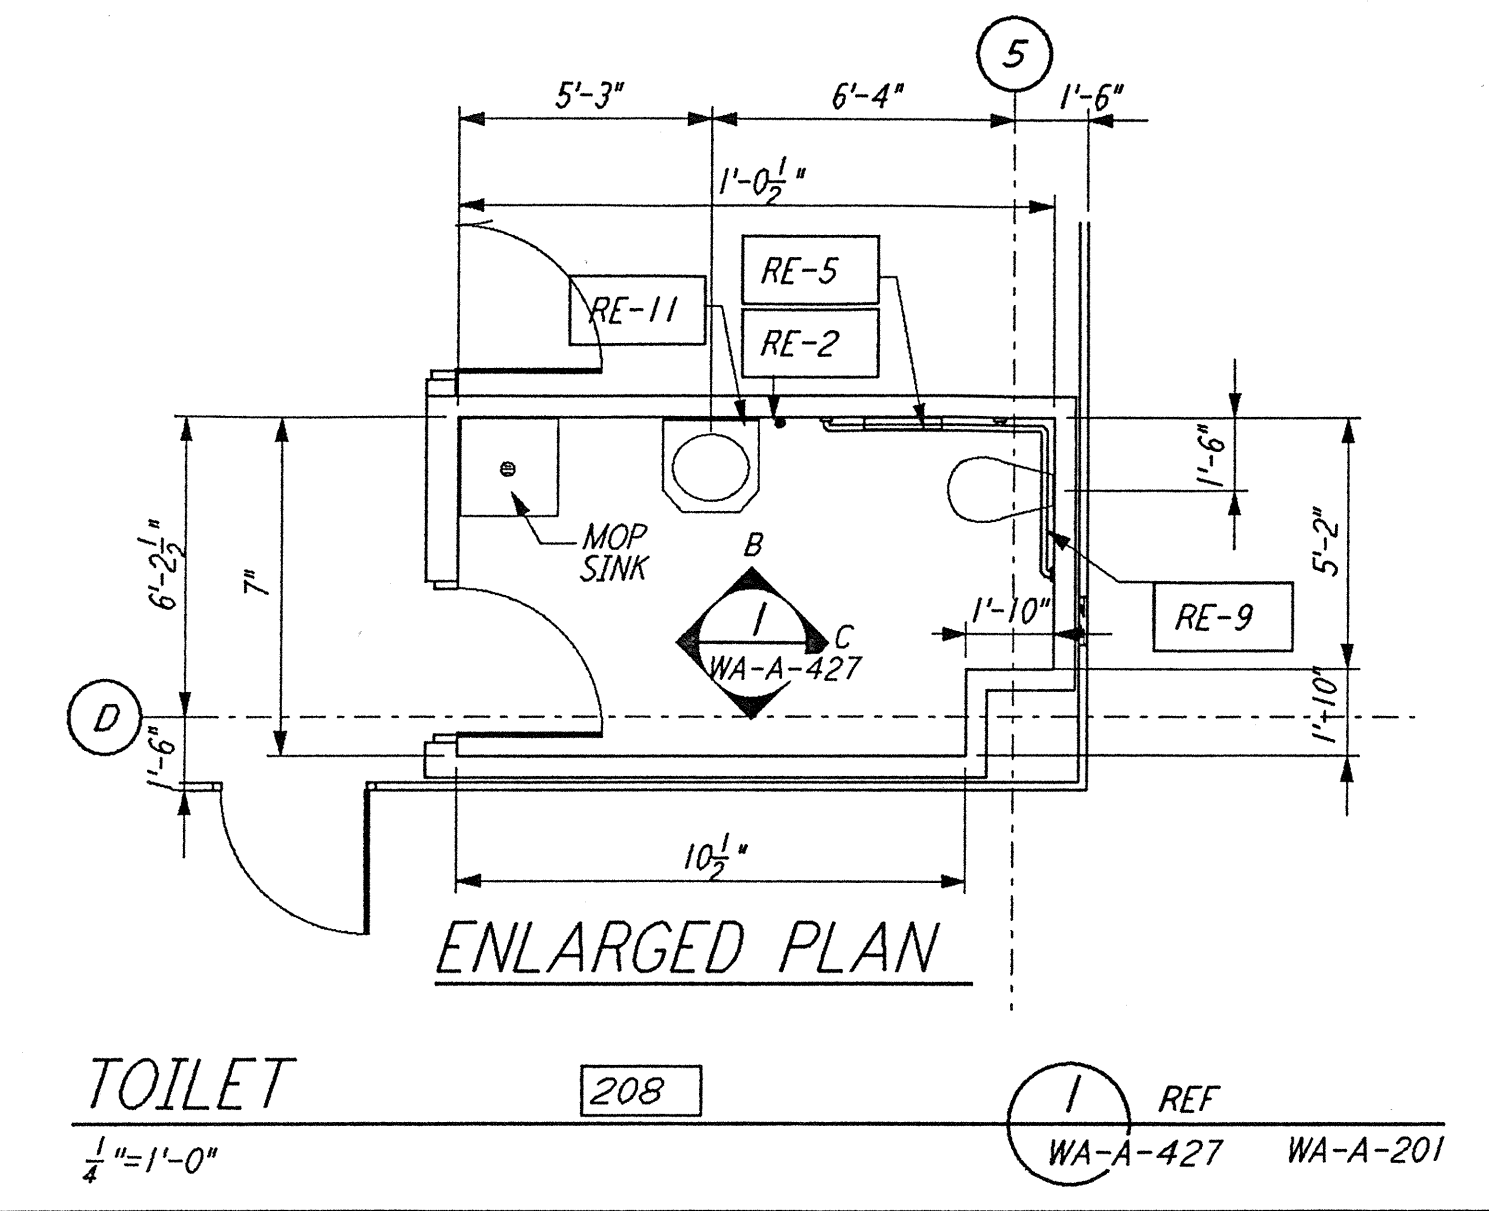 5
5'-3"
6'-4"
1'-6"
1'-0 1/2"
RE-5
RE-11
RE-2
1'-6"
MOP
SINK
6'-2 1/2"
7"
5'-2"
B
1
C
WA-A-427
1'-10"
RE-9
D
1'-6"
1'-10"
10 1/2"
ENLARGED PLAN
TOILET
208
1
REF
1/4"=1'-0"
WA-A-427
WA-A-201